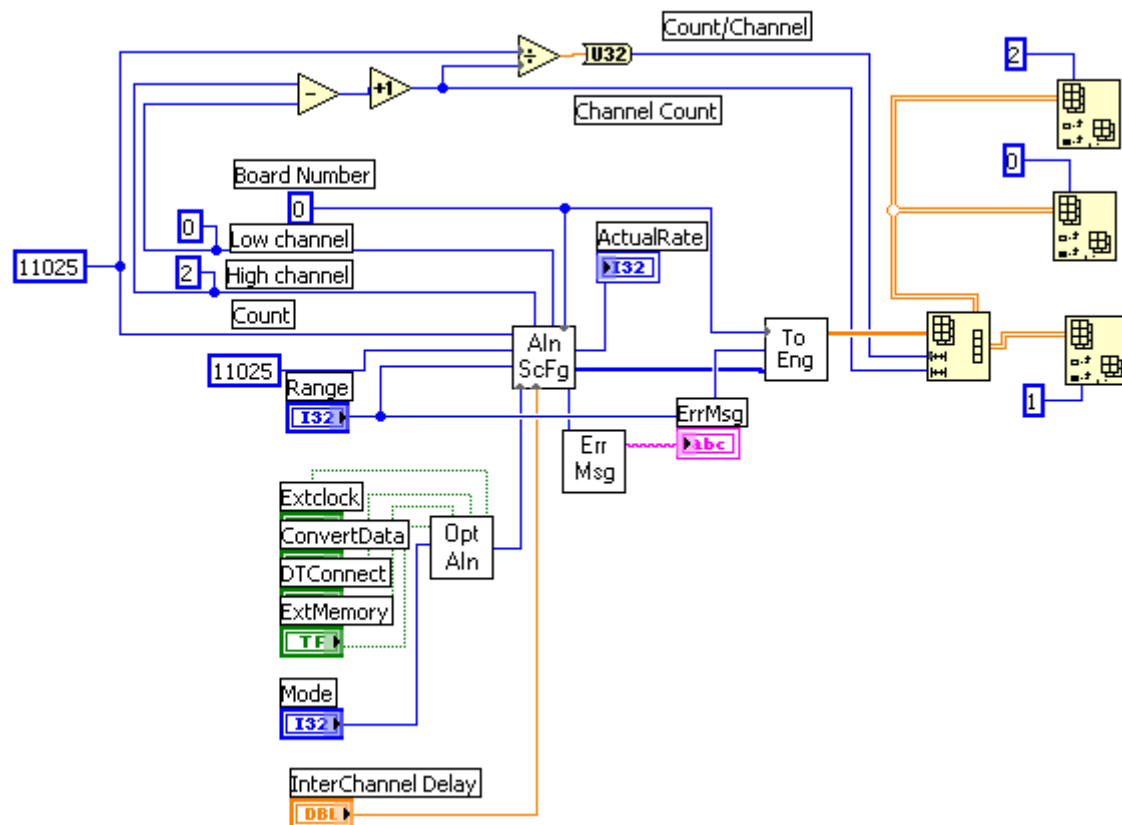 Count/Channel
2
÷
U32
-
+1
Channel Count
0
Board Number
0
0
Low channel
ActualRate
I32
11025
2
High channel
Count
AIn
ScFg
To
Eng
11025
Range
I32
ErrMsg
abc
1
Err
Msg
Extclock
ConvertData
DTConnect
ExtMemory
TF
Opt
AIn
Mode
I32
InterChannel Delay
DBL